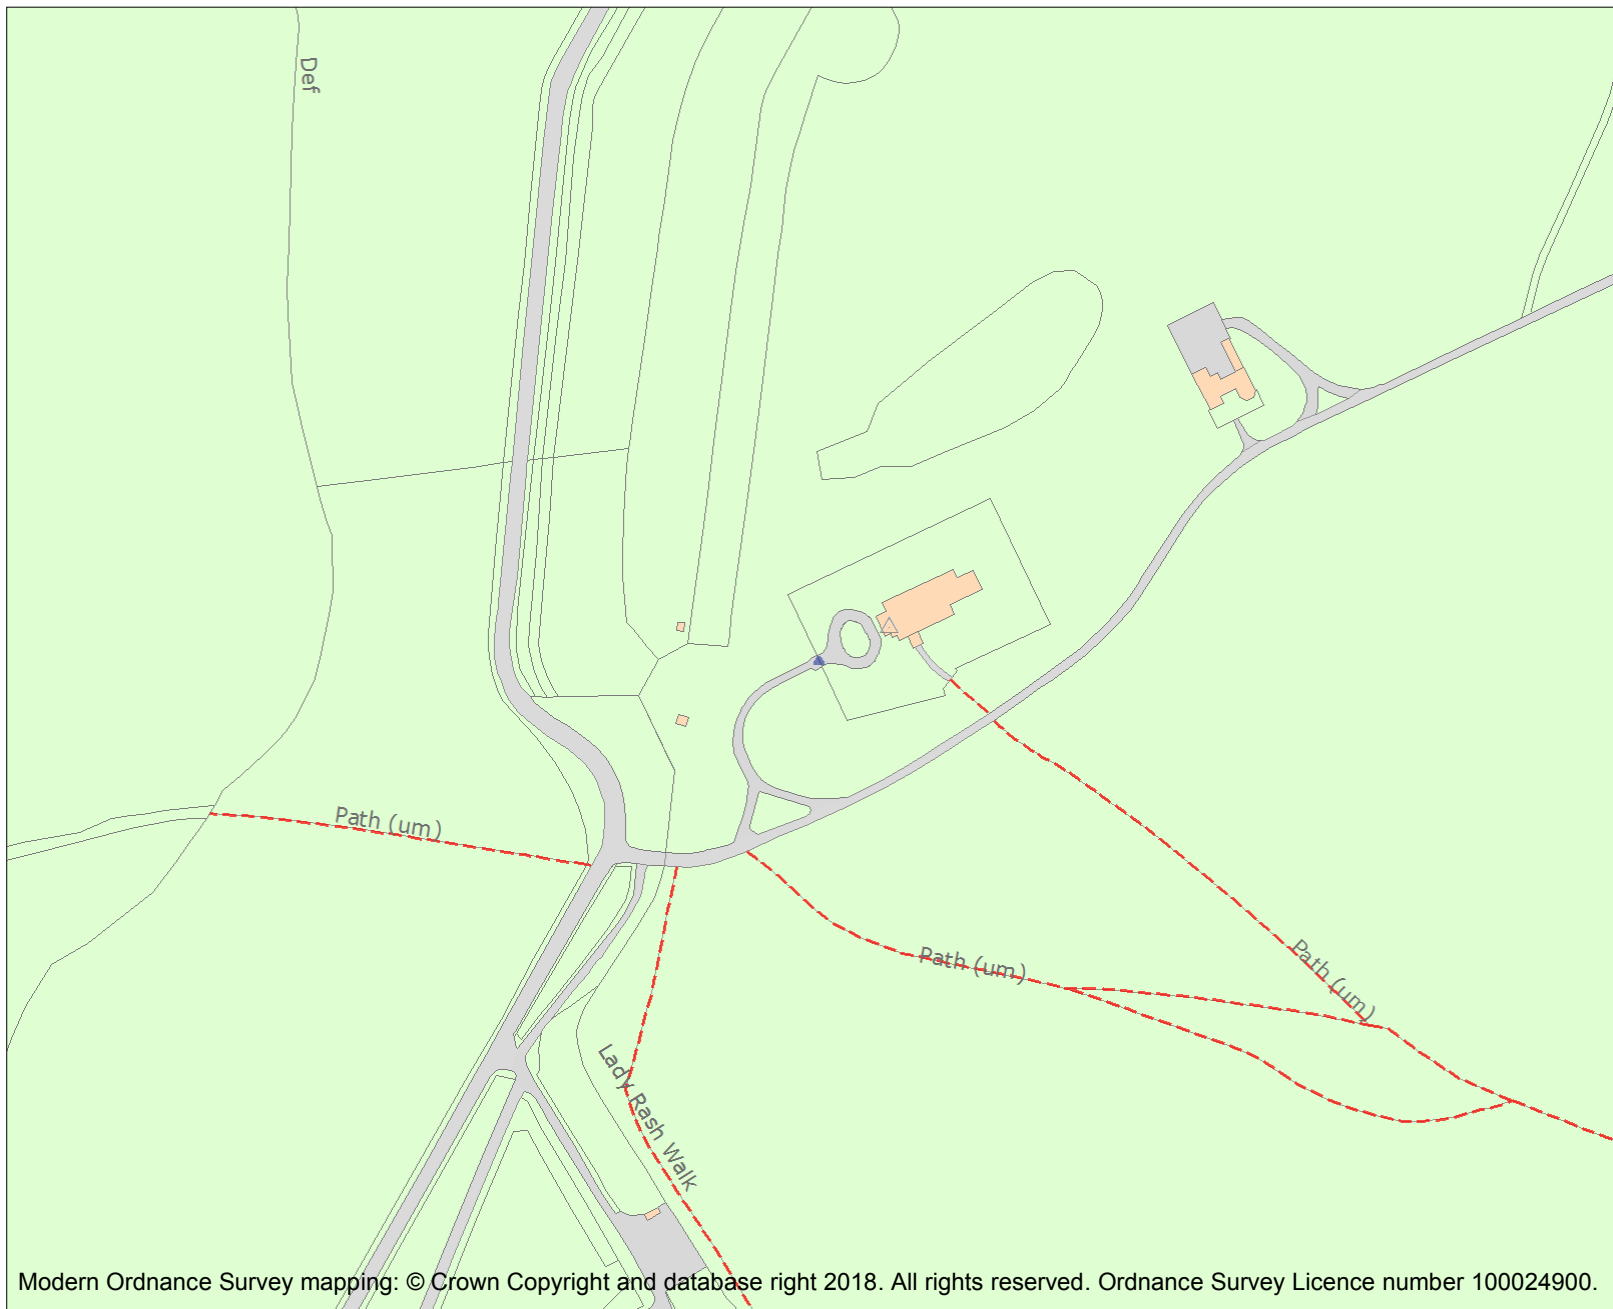 Def
Path (um)
Path (um)
Path (um)
Lady Rash Walk
Modern Ordnance Survey mapping: © Crown Copyright and database right 2018. All rights reserved. Ordnance Survey Licence number 100024900.